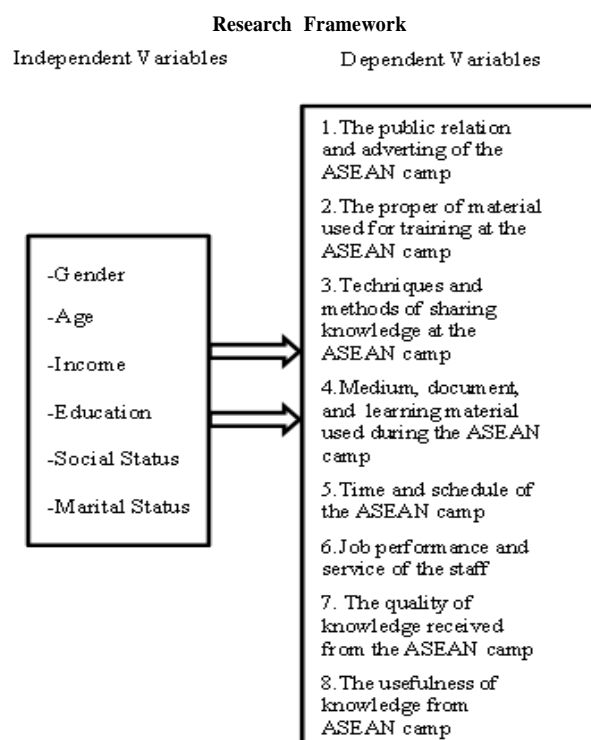 Research Framework
Independent Variables
Dependent Variables
-Gender
-Age
-Income
-Education
-Social Status
-Marital Status
1.The public relation
and adverting of the
ASEAN camp
2.The proper of material
used for training at the
ASEAN camp
3.Techniques and
methods of sharing
knowledge at the
ASEAN camp
4.Medium, document,
and learning material
used during the ASEAN
camp
5.Time and schedule of
the ASEAN camp
6.Job performance and
service of the staff
7. The quality of
knowledge received
from the ASEAN camp
8.The usefulness of
knowledge from
ASEAN camp